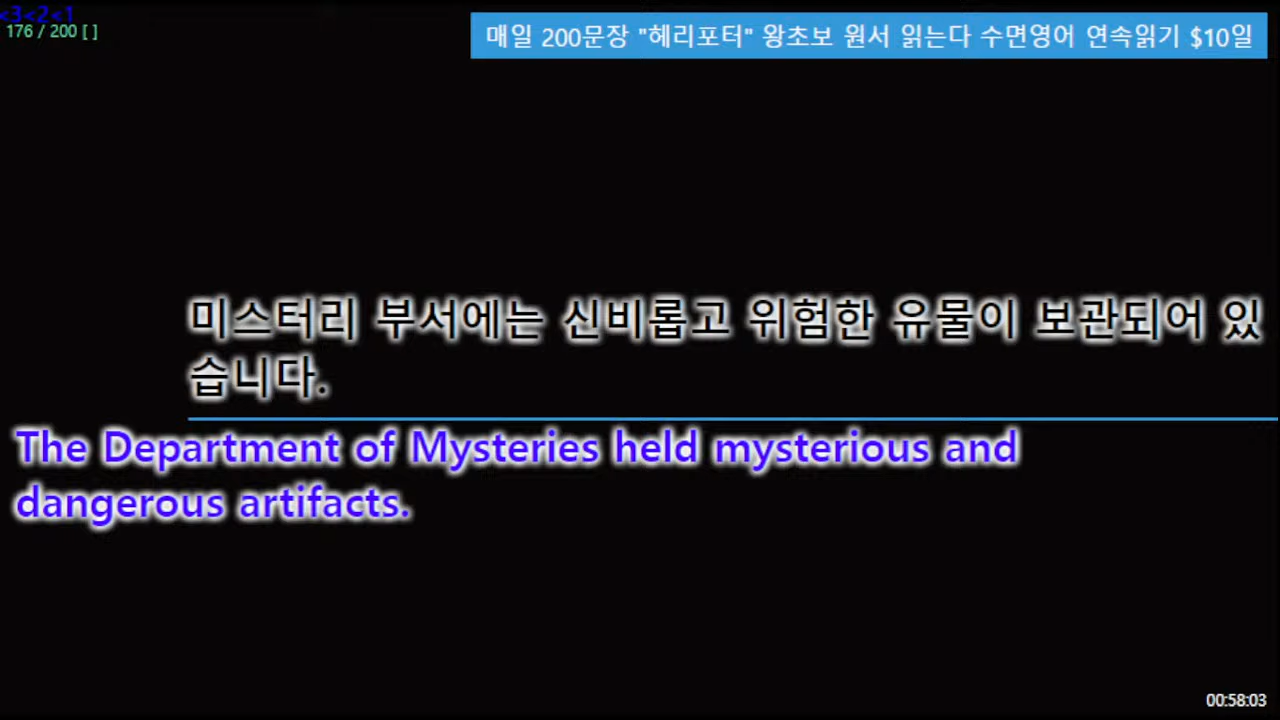 <3<2<1
176 / 200 [ ]
매일 200문장 "헤리포터" 왕초보 원서 읽는다 수면영어 연속읽기 $10일
미스터리 부서에는 신비롭고 위험한 유물이 보관되어 있
습니다.
The Department of Mysteries held mysterious and
dangerous artifacts.
00:58:03